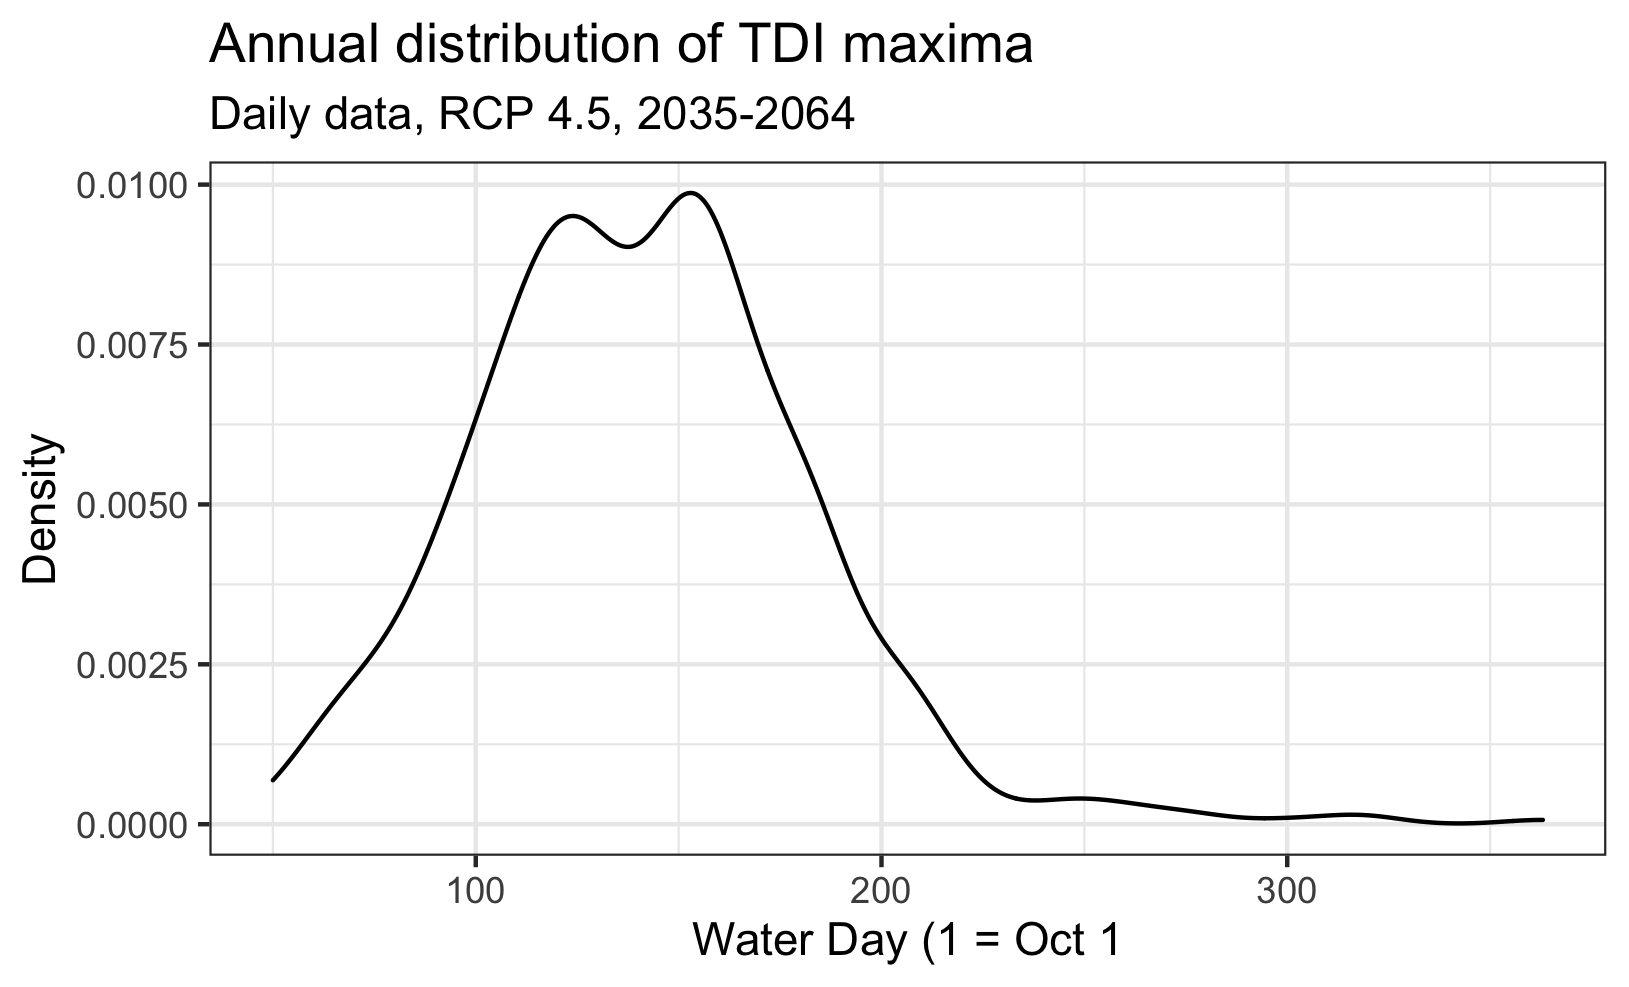 Annual distribution of TDI maxima
Daily data, RCP 4.5, 2035-2064
0.0100
0.0075
0.0050
0.0025
0.0000
Density
100 200 300
Water Day (1 = Oct 1